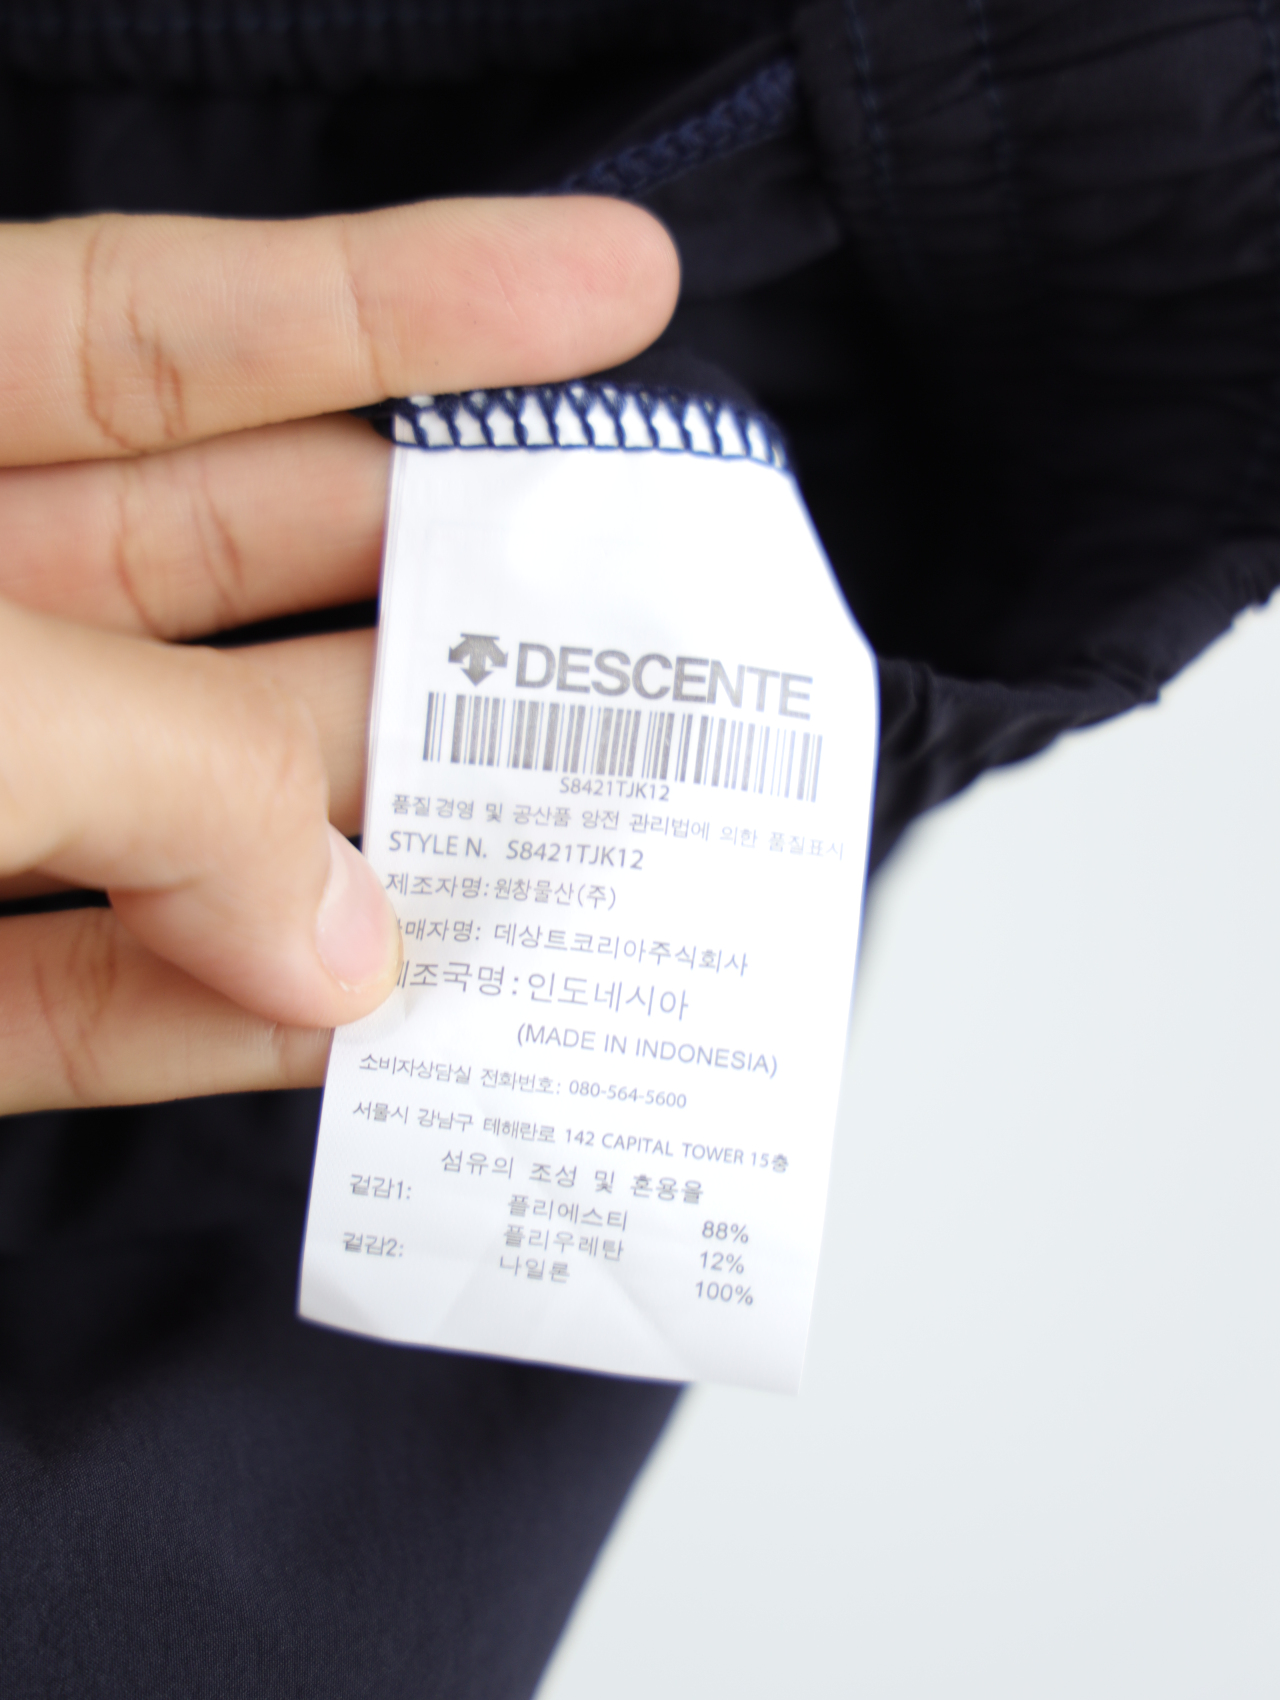 DESCENTE
S8421TJK12
품질경영 및 공산품 앙전 관리법에 의한 품질표시
STYLE N. S8421TJK12
제조자명:원창물산(주)
매자명: 데상트코리아주식회사
조국명:인도네시아
(MADE IN INDONESIA)
소비자상담실 전화번호: 080-564-5600
서물시 강남구 테해란로 142 CAPITAL TOWER 15층
섬유의 조성 및 혼용율
겉감1: 폴리에스티 88%
폴리우레탄 12%
겉감2: 나일론 100%